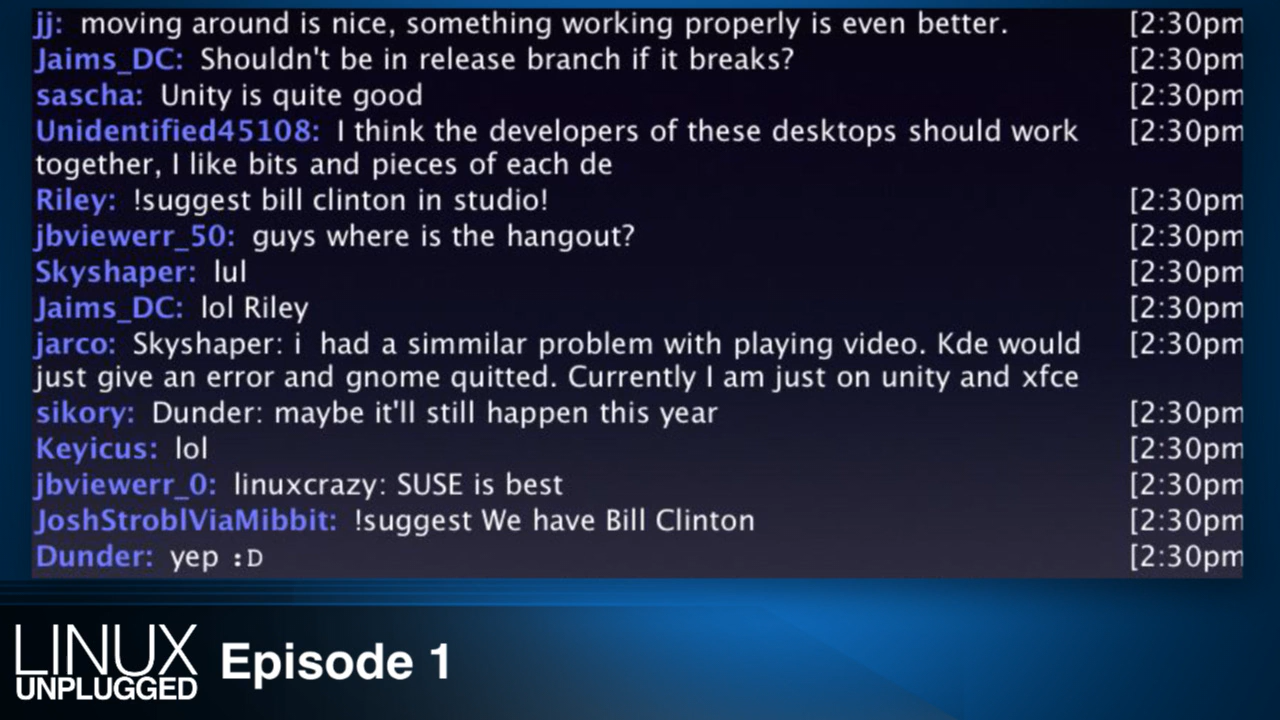 jj: moving around is nice, something working properly is even better. [2:30pm
Jaims_DC: Shouldn't be in release branch if it breaks? [2:30pm
sascha: Unity is quite good [2:30pm
Unidentified45108: I think the developers of these desktops should work [2:30pm
together, I like bits and pieces of each de
Riley: !suggest bill clinton in studio! [2:30pm
jbviewerr_50: guys where is the hangout? [2:30pm
Skyshaper: lul [2:30pm
Jaims_DC: lol Riley [2:30pm
jarco: Skyshaper: i had a simmilar problem with playing video. Kde would [2:30pm
just give an error and gnome quitted. Currently I am just on unity and xfce
sikory: Dunder: maybe it'll still happen this year [2:30pm
Keyicus: lol [2:30pm
jbviewerr_0: linuxcrazy: SUSE is best [2:30pm
JoshStroblViaMibbit: !suggest We have Bill Clinton [2:30pm
Dunder: yep :D [2:30pm
LINUX
UNPLUGGED
Episode 1